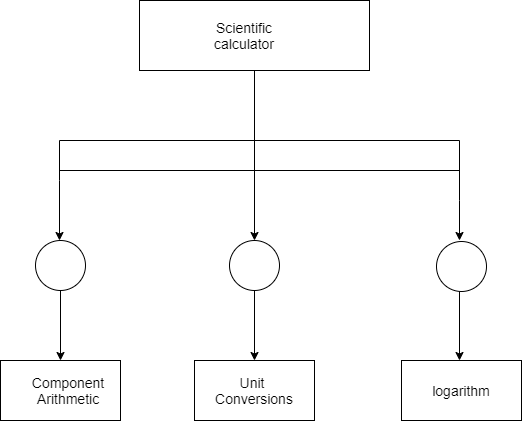 Scientific
calculator
Component
Arithmetic
Unit
Conversions
logarithm